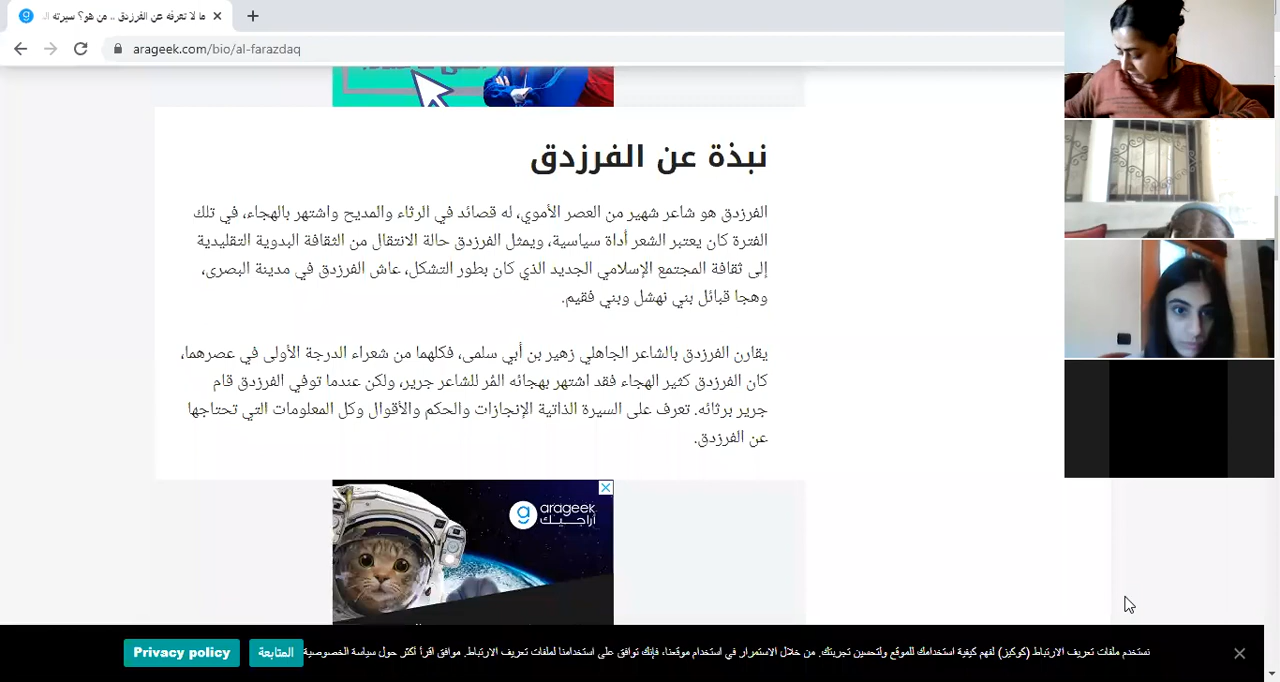 ما لا تعرفه عن الفرزدق .. من هو؟ سيرته
arageek.com/bio/al-farazdaq
نبذة عن الفرزدق
الفرزدق هو شاعر شهير من العصر الأموي، له قصائد في الرثاء والمديح واشتهر بالهجاء، في تلك
الفترة كان يعتبر الشعر أداة سياسية، ويمثل الفرزدق حالة الانتقال من الثقافة البدوية التقليدية
إلى ثقافة المجتمع الإسلامي الجديد الذي كان بطور التشكل، عاش الفرزدق في مدينة البصرى،
وهجا قبائل بني نهشل وبني فقيم.
يقارن الفرزدق بالشاعر الجاهلي زهير بن أبي سلمى، فكلهما من شعراء الدرجة الأولى في عصرهما،
كان الفرزدق كثير الهجاء فقد اشتهر بهجائه المُر للشاعر جرير، ولكن عندما توفي الفرزدق قام
جرير برثائه. تعرف على السيرة الذاتية الإنجازات والحكم والأقوال وكل المعلومات التي تحتاجها
عن الفرزدق.
arageek
أراجيك
نستخدم ملفات تعريف الارتباط (كوكيز) لفهم كيفية استخدامك للموقع ولتحسين تجربتك. من خلال الاستمرار في استخدام موقعنا، فإنك توافق على استخدامنا لملفات تعريف الارتباط. موافق اقرأ أكثر حول سياسة الخصوصية
المتابعة
Privacy policy